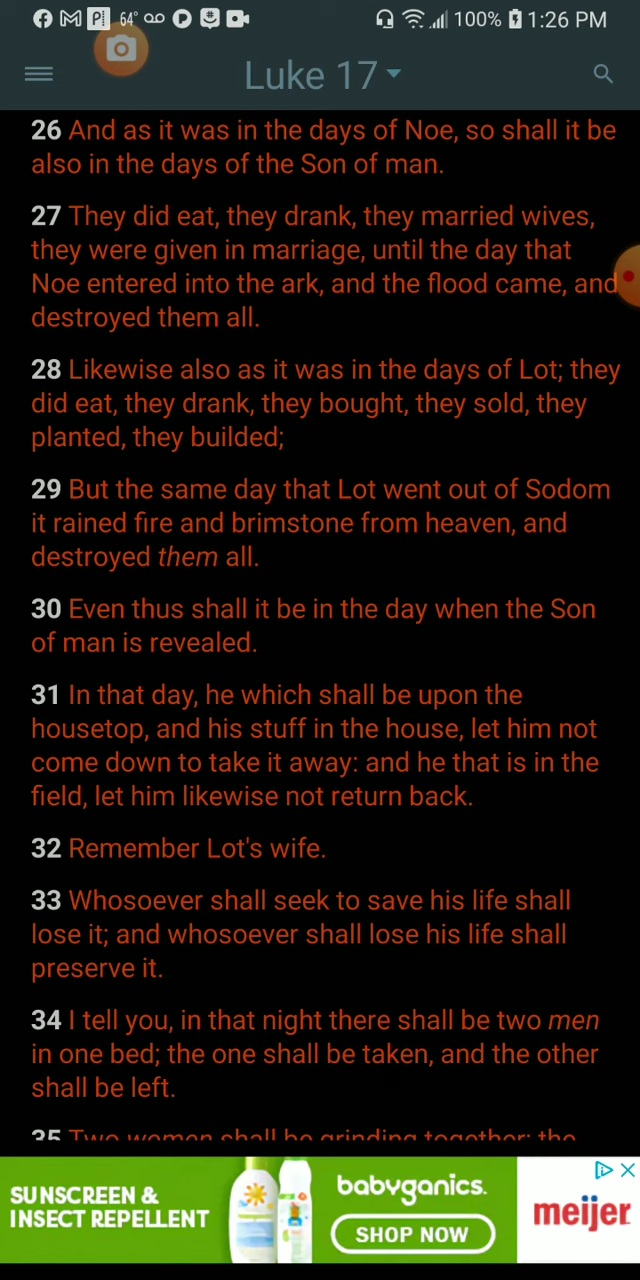 64°
100%
1:26 PM
Luke 17
26 And as it was in the days of Noe, so shall it be
also in the days of the Son of man.
27 They did eat, they drank, they married wives,
they were given in marriage, until the day that
Noe entered into the ark, and the flood came, and
destroyed them all.
28 Likewise also as it was in the days of Lot; they
did eat, they drank, they bought, they sold, they
planted, they builded;
29 But the same day that Lot went out of Sodom
it rained fire and brimstone from heaven, and
destroyed them all.
30 Even thus shall it be in the day when the Son
of man is revealed.
31 In that day, he which shall be upon the
housetop, and his stuff in the house, let him not
come down to take it away: and he that is in the
field, let him likewise not return back.
32 Remember Lot's wife.
33 Whosoever shall seek to save his life shall
lose it; and whosoever shall lose his life shall
preserve it.
34 I tell you, in that night there shall be two men
in one bed; the one shall be taken, and the other
shall be left.
35 Two women shall be grinding together; the
SUNSCREEN &
INSECT REPELLENT
babyganics.
SHOP NOW
meijer